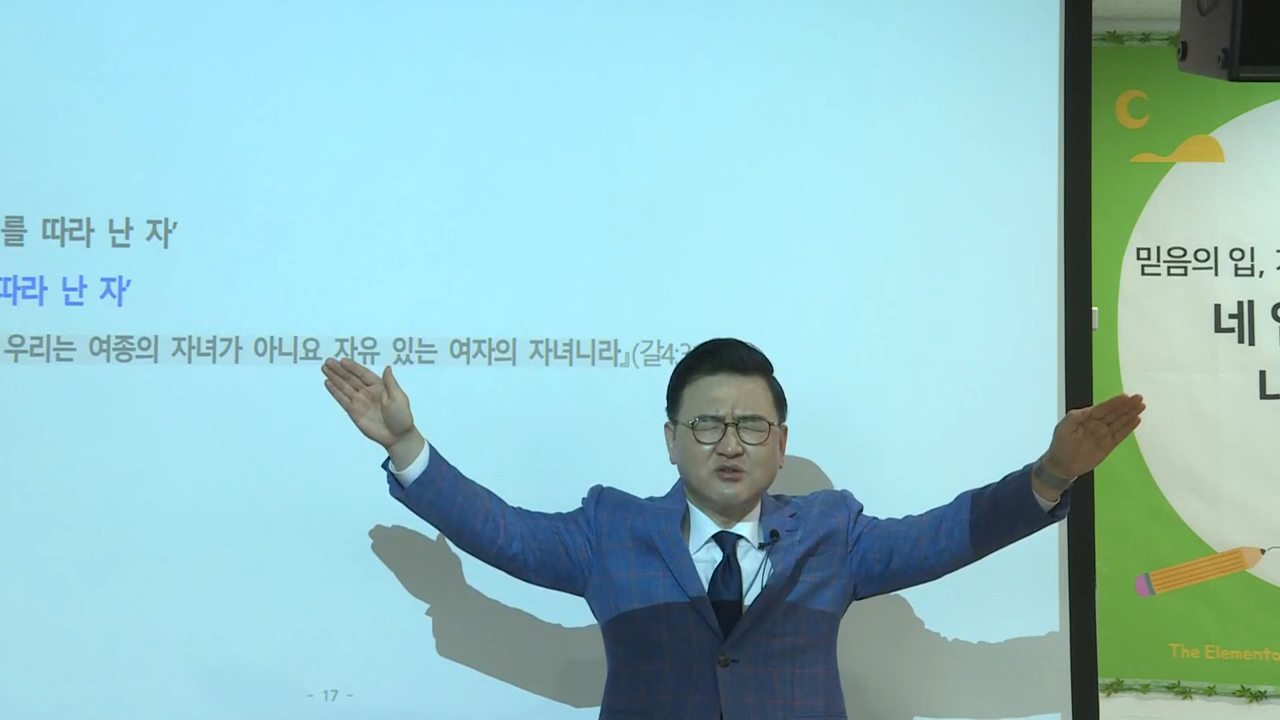 를 따라 난 자'
따라 난 자'
우리는 여종의 자녀가 아니요 자유 있는 여자의 자녀니라』(갈4:3
- 17 -
믿음의 입,
네
The Elemento